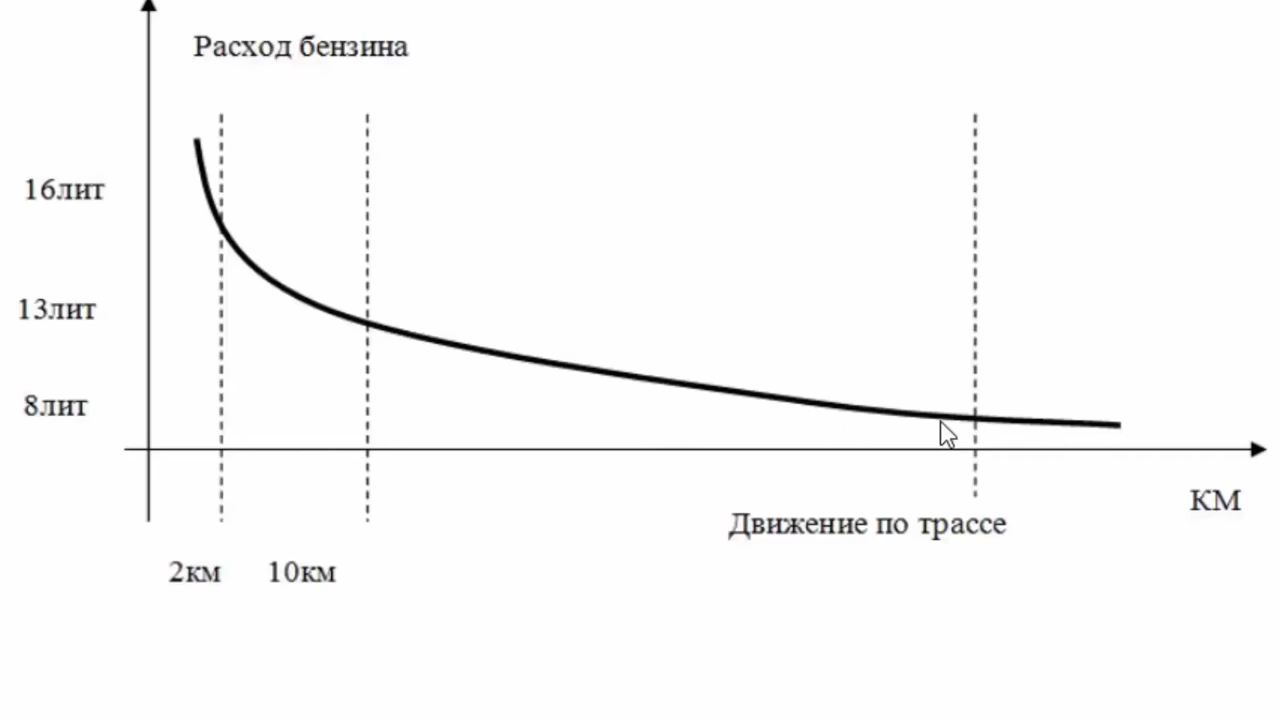 Расход бензина
16лит
13лит
8лит
КМ
Движение по трассе
2км
10км